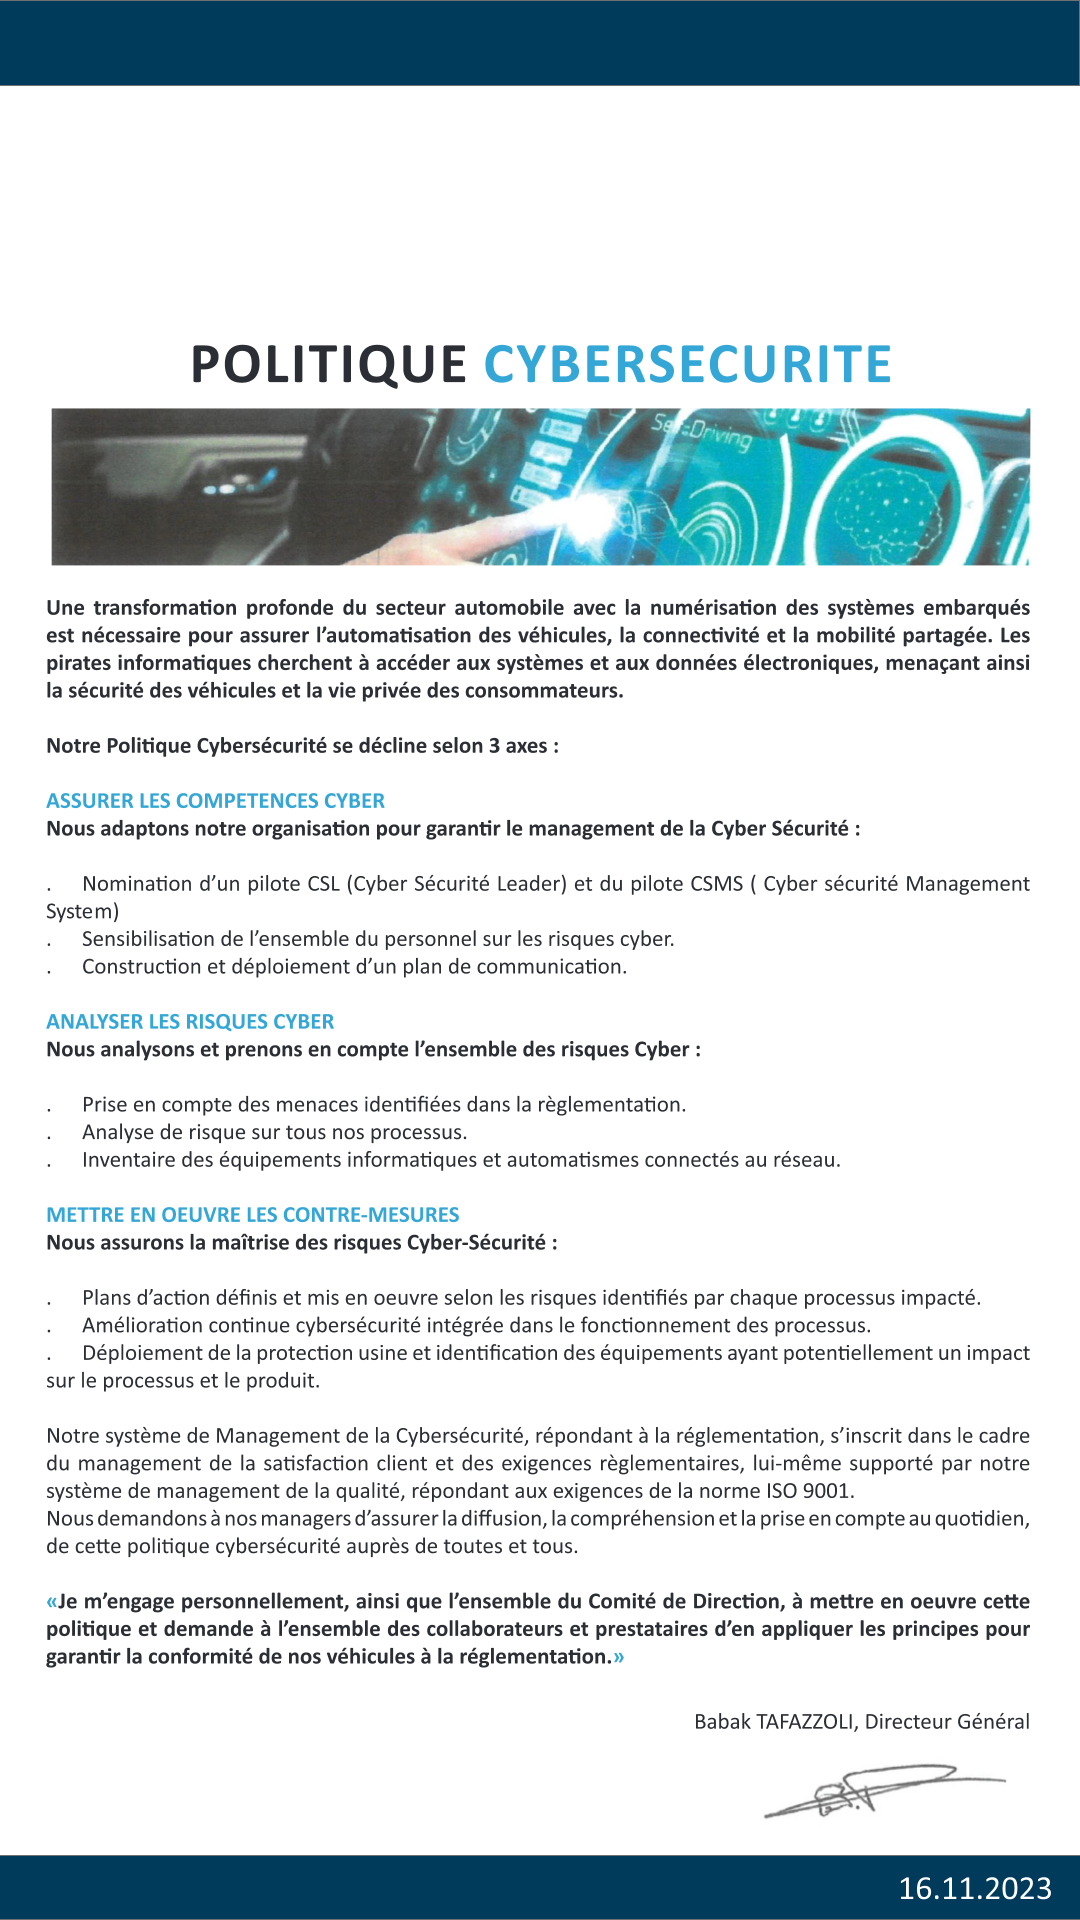 POLITIQUE CYBERSECURITE
Self-Driving
Une transformation profonde du secteur automobile avec la numérisation des systèmes embarqués
est nécessaire pour assurer l’automatisation des véhicules, la connectivité et la mobilité partagée. Les
pirates informatiques cherchent à accéder aux systèmes et aux données électroniques, menaçant ainsi
la sécurité des véhicules et la vie privée des consommateurs.
Notre Politique Cybersécurité se décline selon 3 axes :
ASSURER LES COMPETENCES CYBER
Nous adaptons notre organisation pour garantir le management de la Cyber Sécurité :
. Nomination d’un pilote CSL (Cyber Sécurité Leader) et du pilote CSMS ( Cyber sécurité Management
System)
. Sensibilisation de l’ensemble du personnel sur les risques cyber.
. Construction et déploiement d’un plan de communication.
ANALYSER LES RISQUES CYBER
Nous analysons et prenons en compte l’ensemble des risques Cyber :
. Prise en compte des menaces identifiées dans la règlementation.
. Analyse de risque sur tous nos processus.
. Inventaire des équipements informatiques et automatismes connectés au réseau.
METTRE EN OEUVRE LES CONTRE-MESURES
Nous assurons la maîtrise des risques Cyber-Sécurité :
. Plans d’action définis et mis en oeuvre selon les risques identifiés par chaque processus impacté.
. Amélioration continue cybersécurité intégrée dans le fonctionnement des processus.
. Déploiement de la protection usine et identification des équipements ayant potentiellement un impact
sur le processus et le produit.
Notre système de Management de la Cybersécurité, répondant à la réglementation, s’inscrit dans le cadre
du management de la satisfaction client et des exigences règlementaires, lui-même supporté par notre
système de management de la qualité, répondant aux exigences de la norme ISO 9001.
Nous demandons à nos managers d’assurer la diffusion, la compréhension et la prise en compte au quotidien,
de cette politique cybersécurité auprès de toutes et tous.
«Je m’engage personnellement, ainsi que l’ensemble du Comité de Direction, à mettre en oeuvre cette
politique et demande à l’ensemble des collaborateurs et prestataires d’en appliquer les principes pour
garantir la conformité de nos véhicules à la réglementation.»
Babak TAFAZZOLI, Directeur Général
16.11.2023